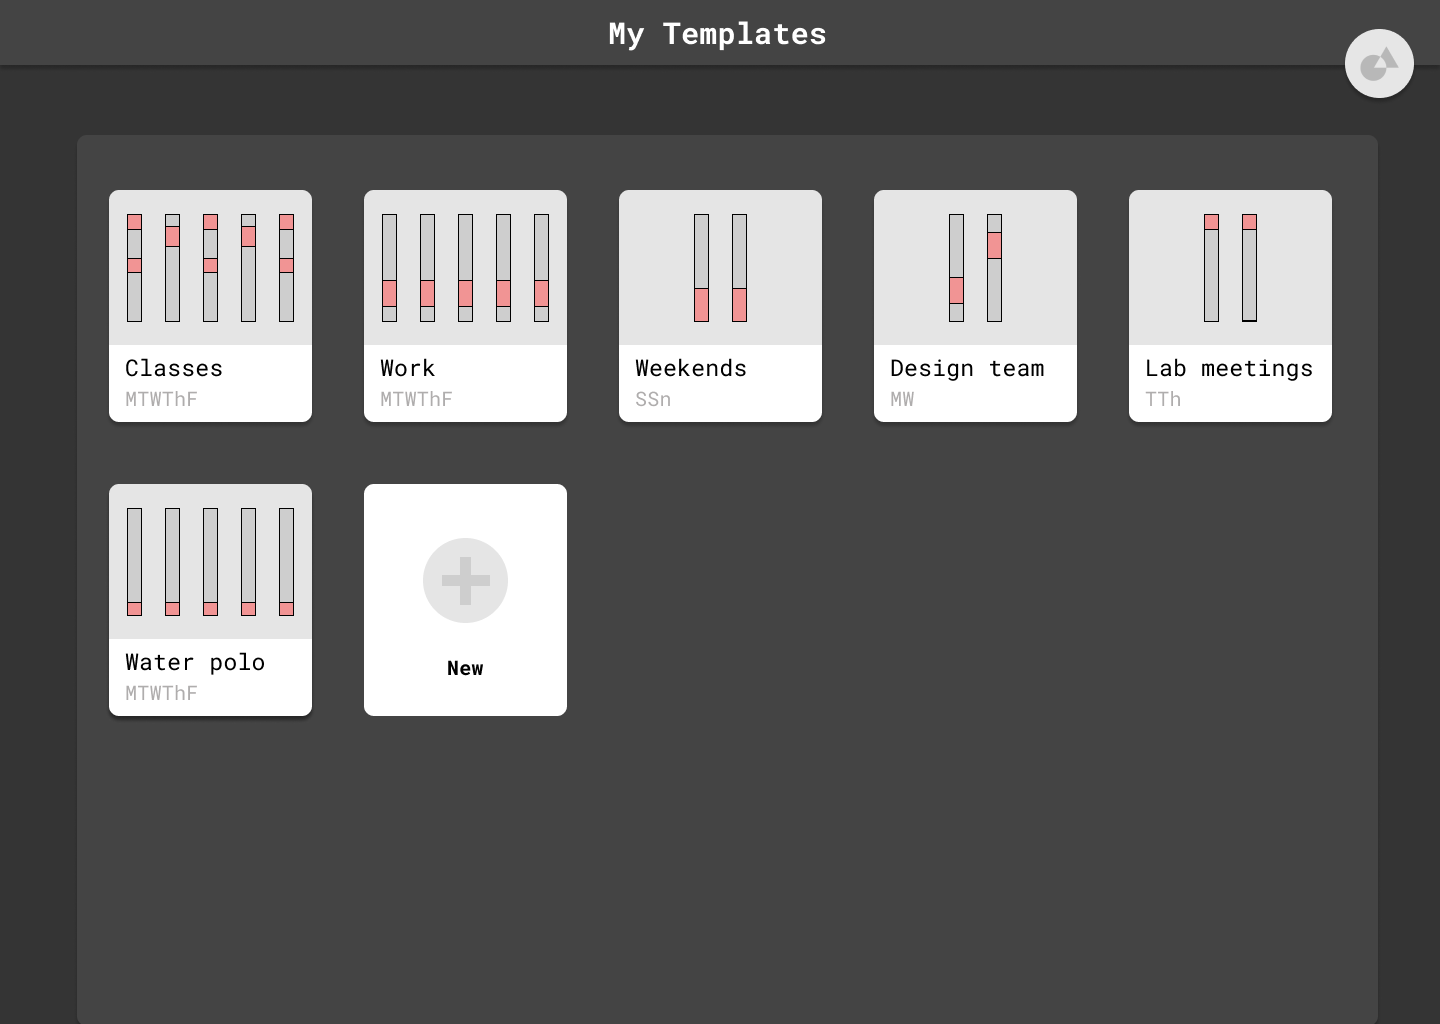 My Templates
Classes
MTWThF
Work
MTWThF
Weekends
SSn
Design team
MW
Lab meetings
TTh
Water polo
MTWThF
New